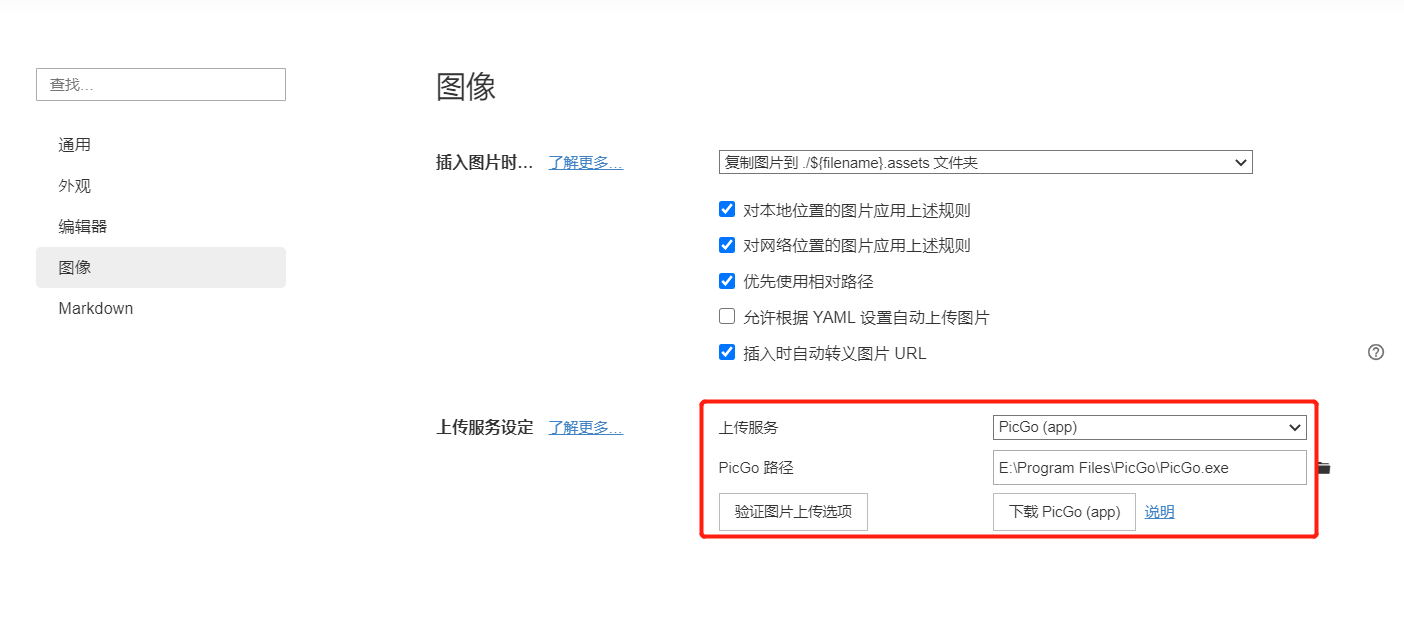 查找...
通用
外观
编辑器
图像
Markdown
图像
插入图片时... 了解更多...
复制图片到 ./${filename}.assets 文件夹
对本地位置的图片应用上述规则
对网络位置的图片应用上述规则
优先使用相对路径
允许根据 YAML 设置自动上传图片
插入时自动转义图片 URL
上传服务设定 了解更多...
上传服务 PicGo (app)
PicGo 路径 E:\Program Files\PicGo\PicGo.exe
验证图片上传选项 下载 PicGo (app) 说明